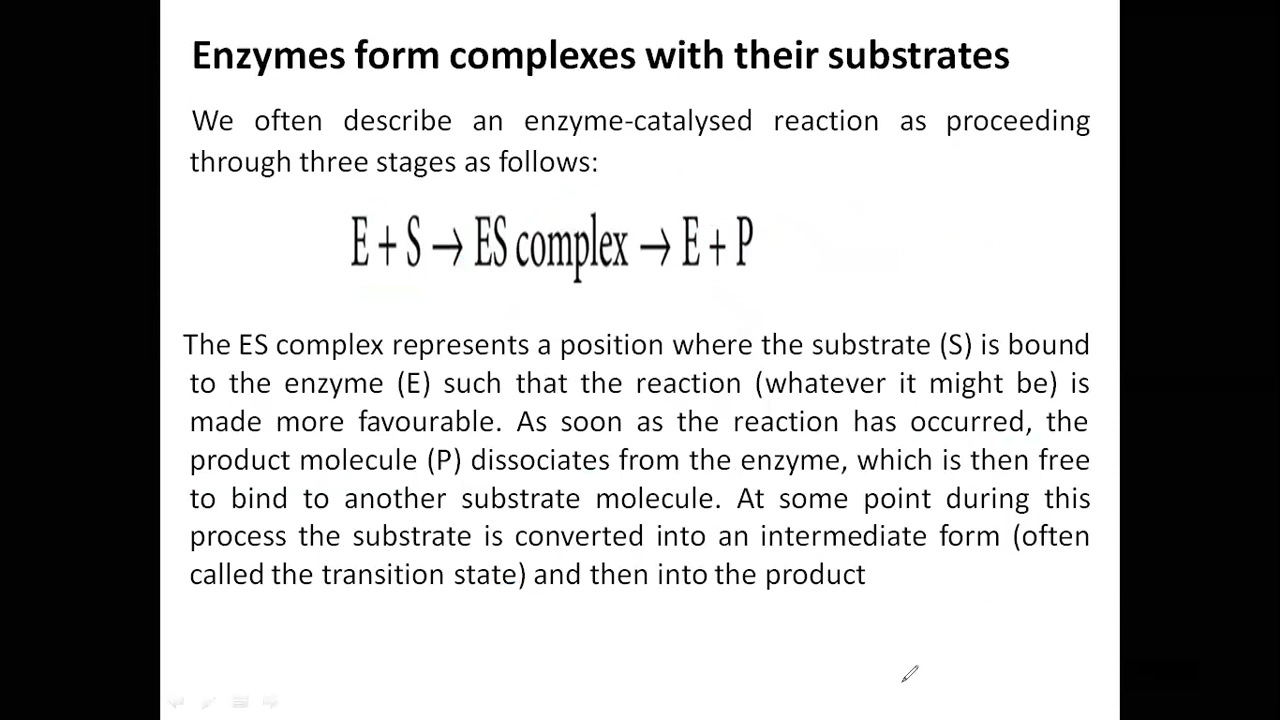 Enzymes form complexes with their substrates
We often describe an enzyme-catalysed reaction as proceeding
through three stages as follows:
E + S → ES complex → E + P
The ES complex represents a position where the substrate (S) is bound
to the enzyme (E) such that the reaction (whatever it might be) is
made more favourable. As soon as the reaction has occurred, the
product molecule (P) dissociates from the enzyme, which is then free
to bind to another substrate molecule. At some point during this
process the substrate is converted into an intermediate form (often
called the transition state) and then into the product